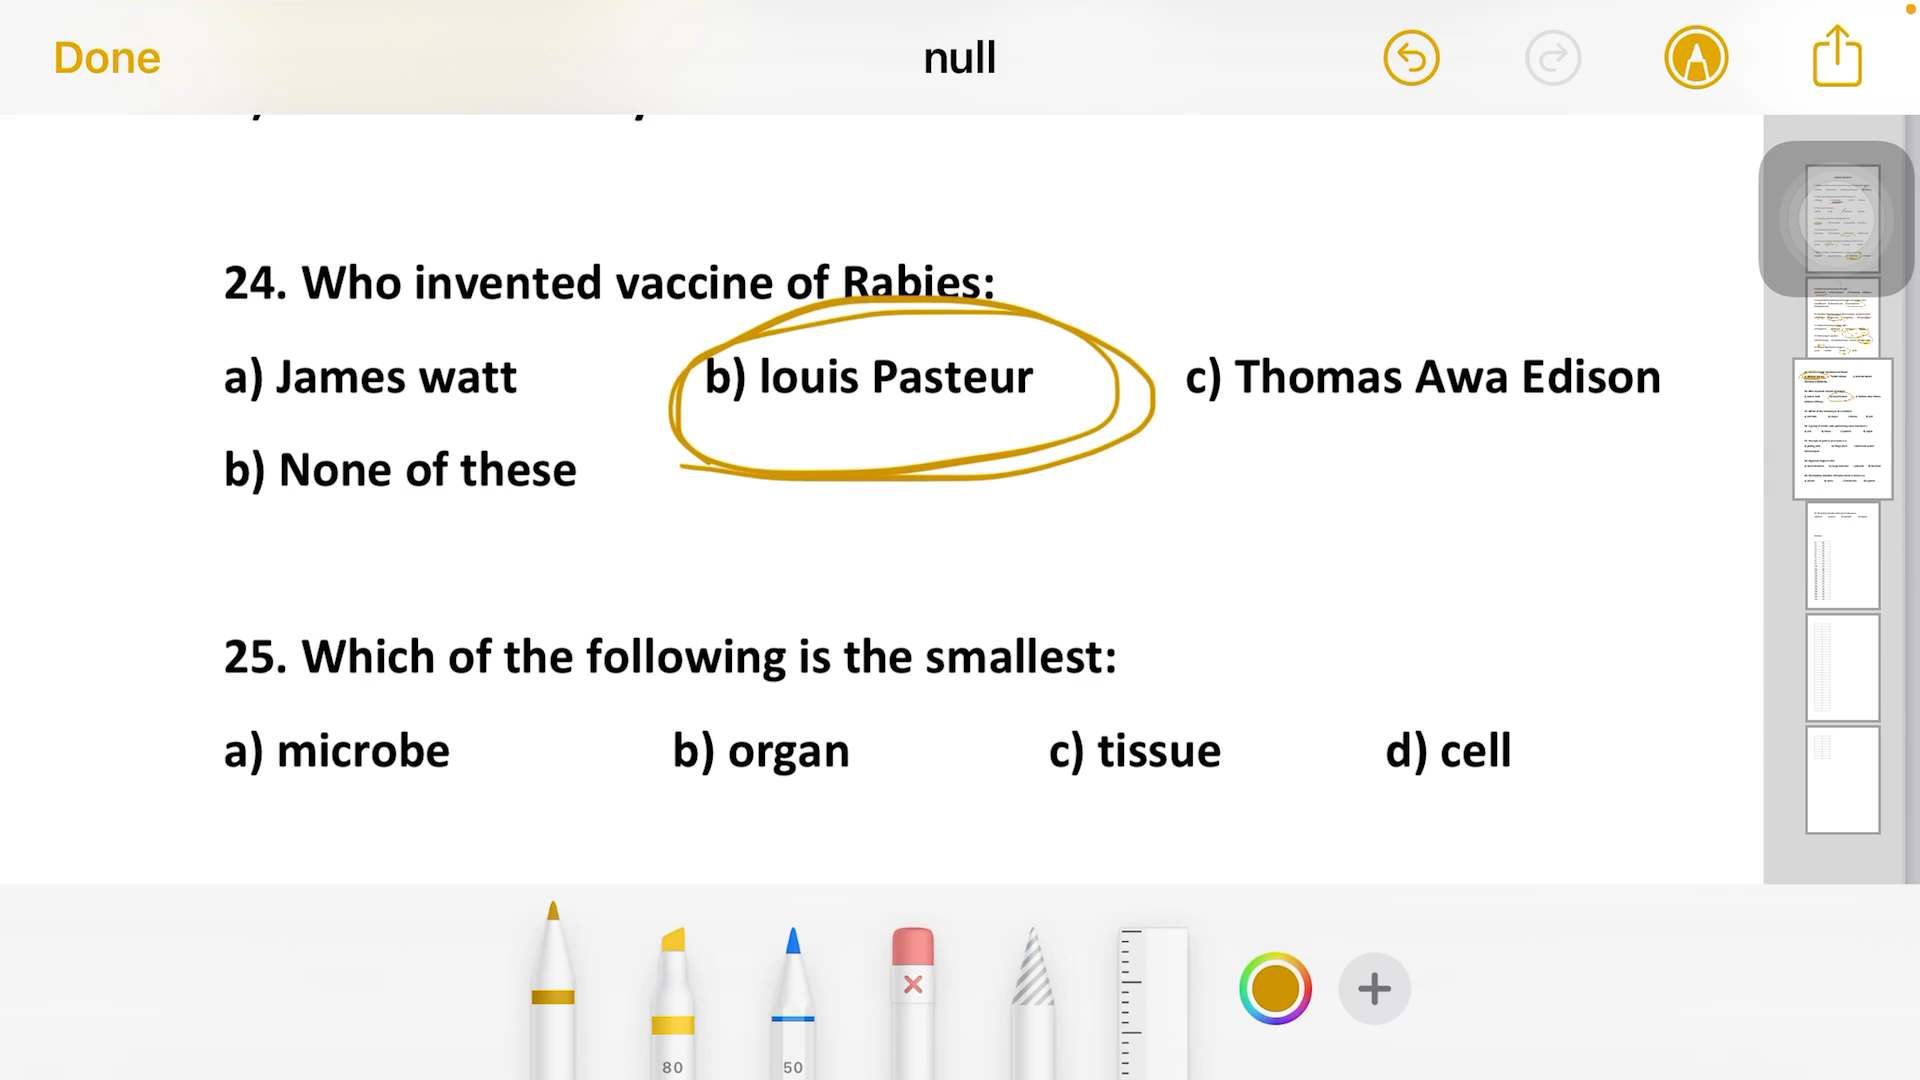 Done
null
24. Who invented vaccine of Rabies:
a) James watt b) louis Pasteur c) Thomas Awa Edison
b) None of these
25. Which of the following is the smallest:
a) microbe b) organ c) tissue d) cell
80 50